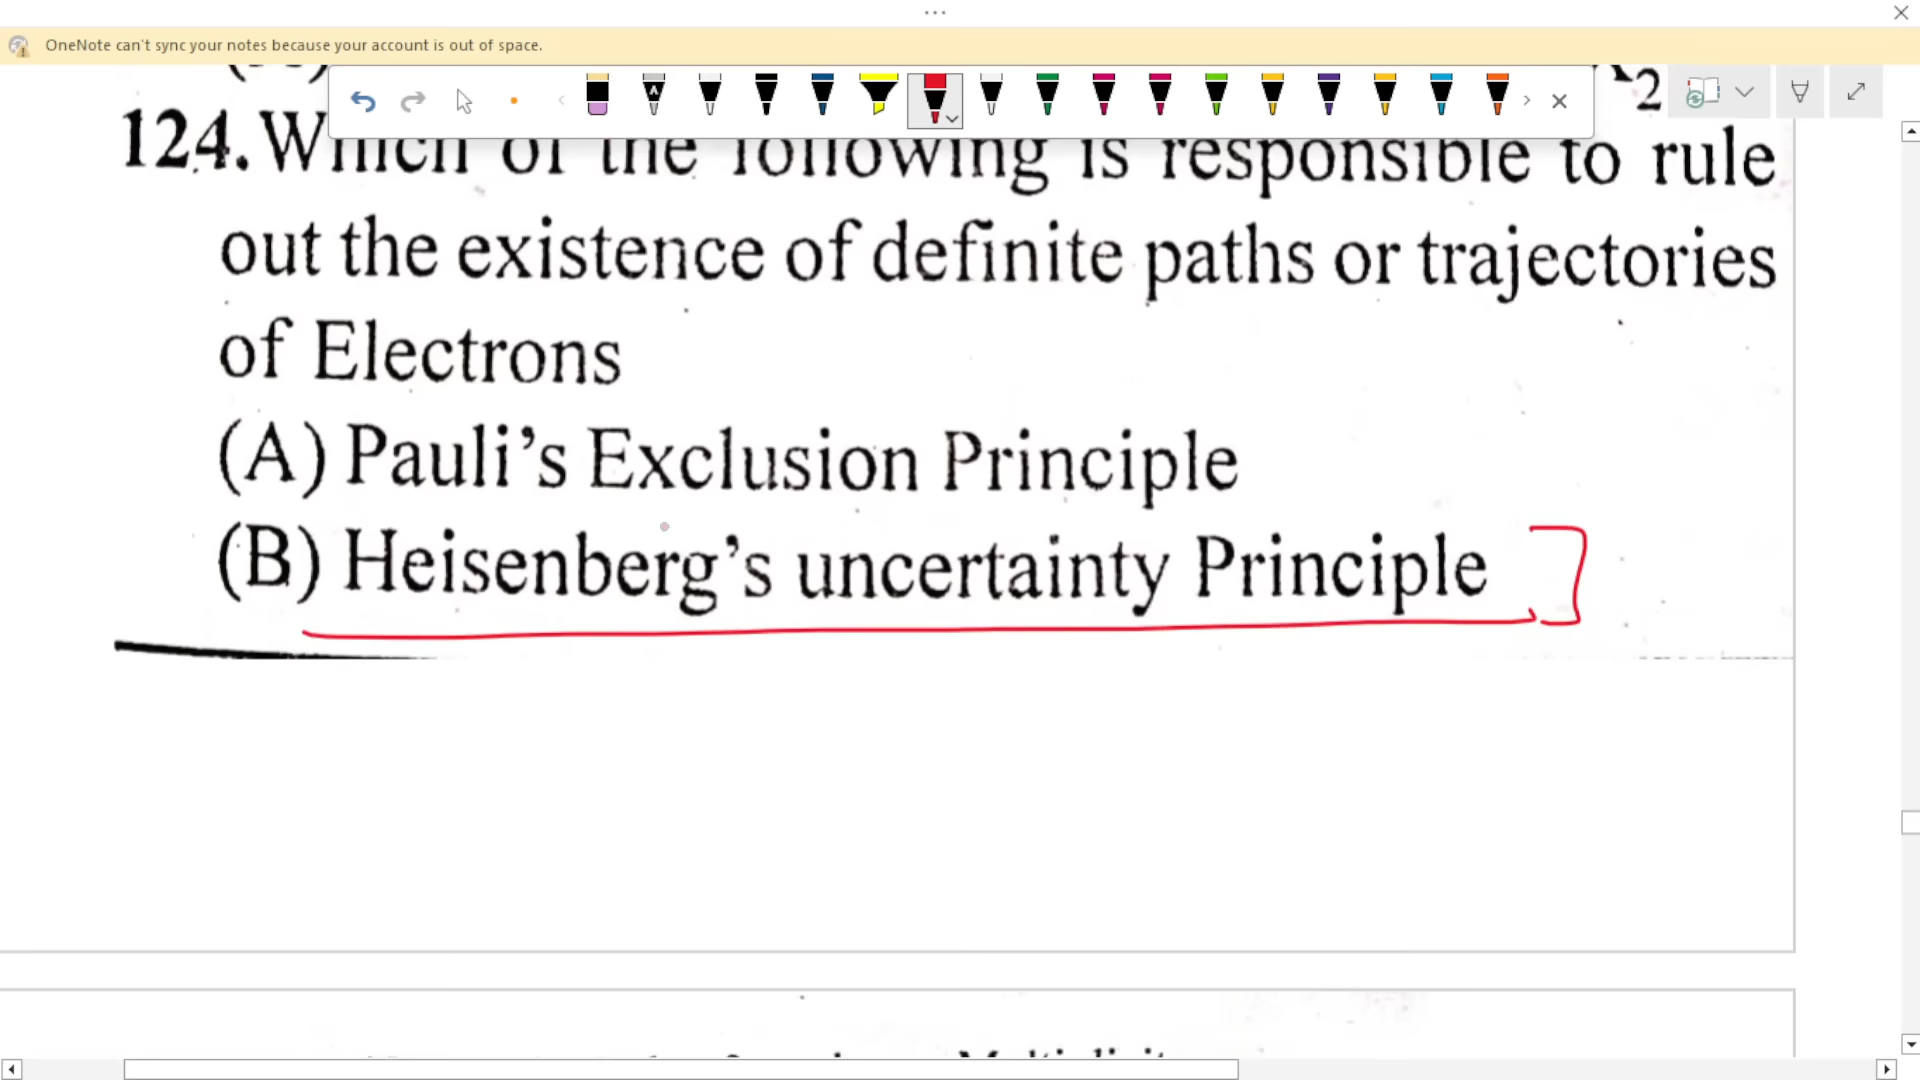 OneNote can't sync your notes because your account is out of space.
2
124. Which of the following is responsible to rule
out the existence of definite paths or trajectories
of Electrons
(A) Pauli's Exclusion Principle
(B) Heisenberg's uncertainty Principle